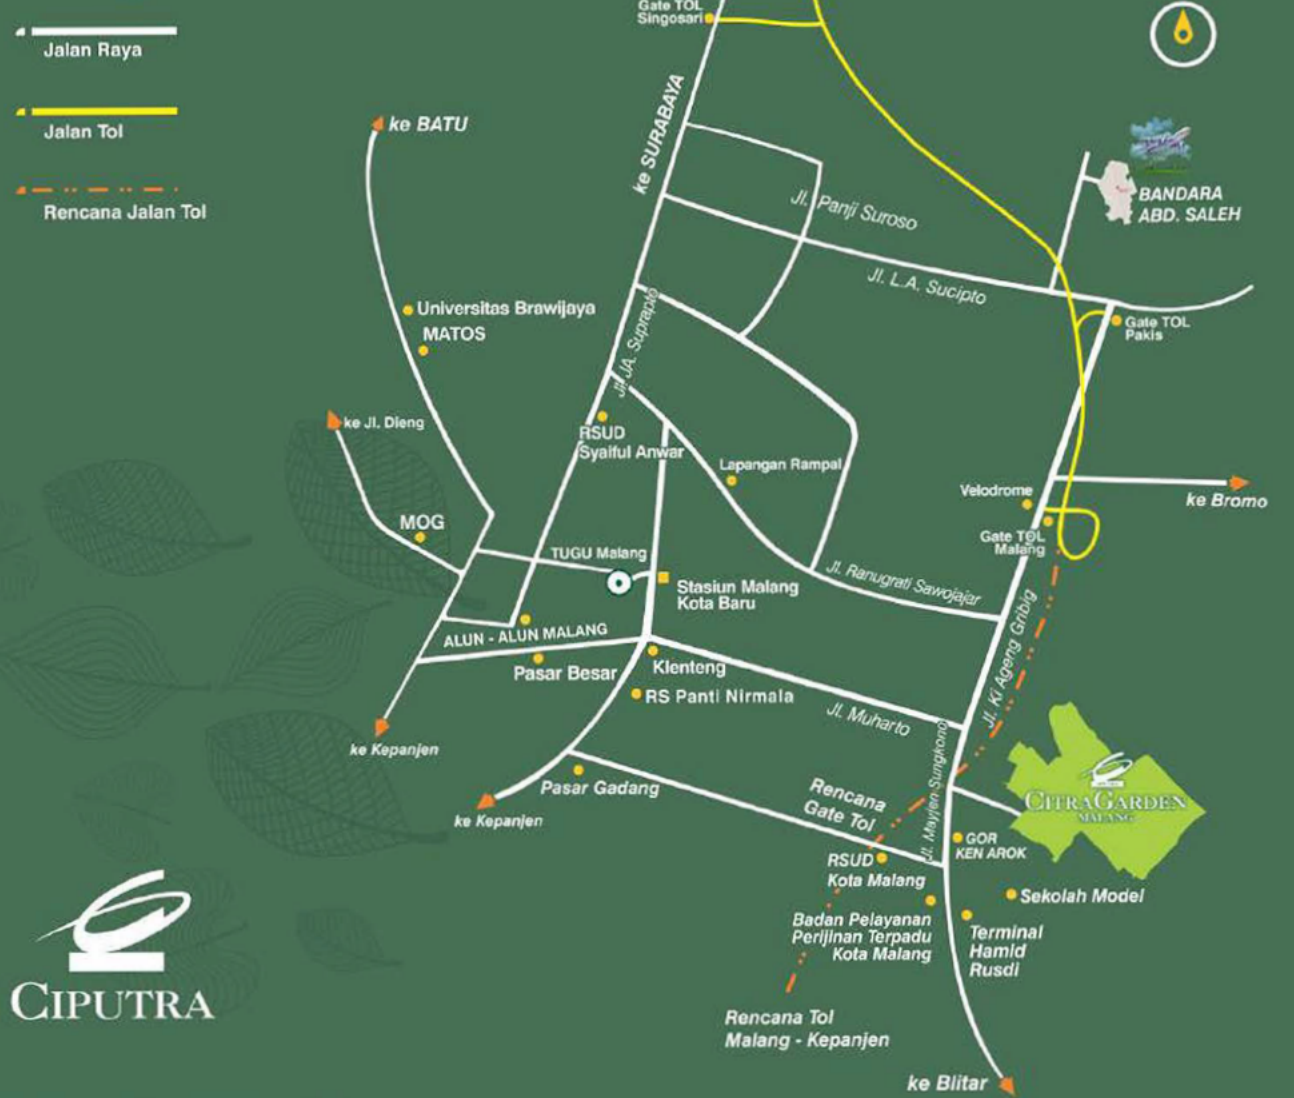 Gate TOL
Singosari
Jalan Raya
Jalan Tol
Rencana Jalan Tol
ke BATU
ke SURABAYA
Jl. Panji Suroso
BANDARA
ABD. SALEH
Jl. L.A. Sucipto
Universitas Brawijaya
MATOS
Jl. JA. Suprapto
Gate TOL
Pakis
ke Jl. Dieng
RSUD
Syaiful Anwar
Lapangan Rampal
Velodrome
ke Bromo
MOG
Gate TOL
Malang
TUGU Malang
Stasiun Malang
Kota Baru
Jl. Ranugrati Sawojajar
Jl. Ki Ageng Gribig
ALUN - ALUN MALANG
Pasar Besar
Klenteng
RS Panti Nirmala
Jl. Muharto
Jl. Mayjen Sungkono
ke Kepanjen
Pasar Gadang
ke Kepanjen
Rencana
Gate Tol
CITRAGARDEN
MALANG
GOR
KEN AROK
RSUD
Kota Malang
Sekolah Model
Badan Pelayanan
Perijinan Terpadu
Kota Malang
Terminal
Hamid
Rusdi
CIPUTRA
Rencana Tol
Malang - Kepanjen
ke Blitar